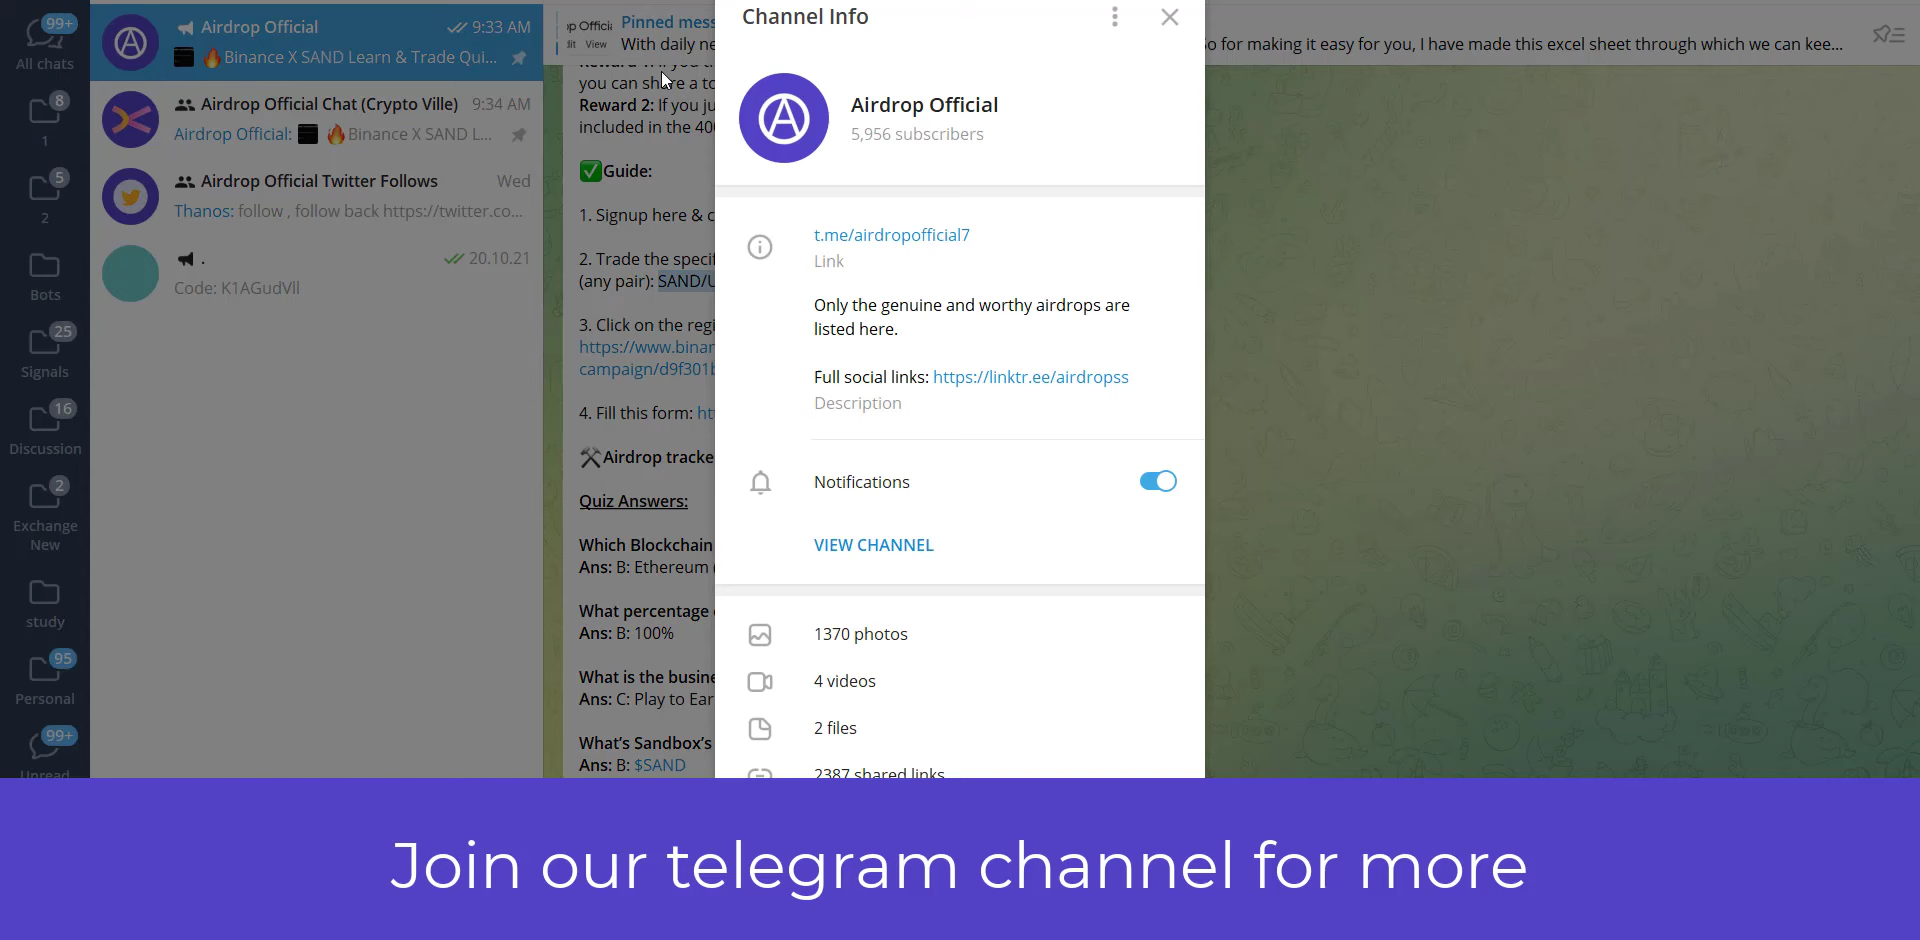 99+
All chats
8
1
5
2
Bots
25
Signals
16
Discussion
2
Exchange
New
study
95
Personal
99+
Unread
Airdrop Official
9:33 AM
Binance X SAND Learn & Trade Qui...
Airdrop Official Chat (Crypto Ville)
9:34 AM
Airdrop Official: Binance X SAND L...
Airdrop Official Twitter Follows
Wed
Thanos: follow , follow back https://twitter.co...
.
20.10.21
Code: K1AGudVll
Pinned mess
With daily ne
o for making it easy for you, I have made this excel sheet through which we can kee...
View
you can share a to
Reward 2: If you ju
included in the 40
Guide:
1. Signup here & c
2. Trade the specif
(any pair): SAND/U
3. Click on the regi
https://www.binan
campaign/d9f301b
4. Fill this form: ht
Airdrop tracke
Quiz Answers:
Which Blockchain
Ans: B: Ethereum (
What percentage
Ans: B: 100%
What is the busine
Ans: C: Play to Ear
What's Sandbox's
Ans: B: $SAND
Channel Info
Airdrop Official
5,956 subscribers
t.me/airdropofficial7
Link
Only the genuine and worthy airdrops are
listed here.
Full social links: https://linktr.ee/airdropss
Description
Notifications
VIEW CHANNEL
1370 photos
4 videos
2 files
2387 shared links
Join our telegram channel for more